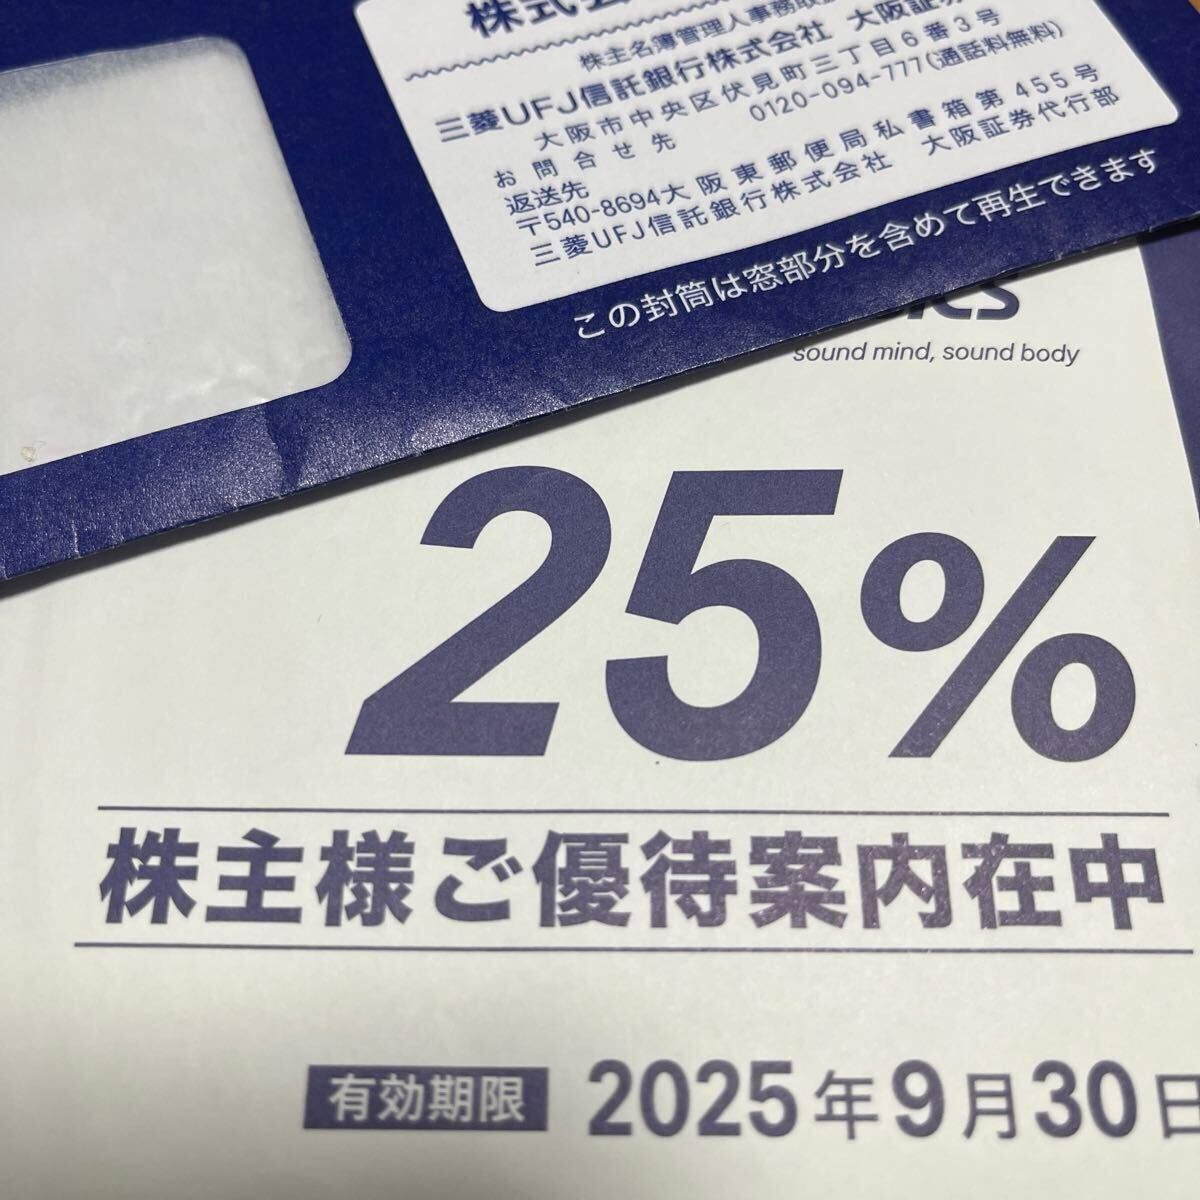 株式会
株主名簿管理人事務取扱
三菱UFJ信託銀行株式会社 大阪証券
大阪市中央区伏見町三丁目6番3号
お問合せ先 0120-094-777(通話料無料)
返送先
〒540-8694大阪東郵便局私書箱第455号
三菱UFJ信託銀行株式会社 大阪証券代行部
この封筒は窓部分を含めて再生できます
sound mind, sound body
25%
株主様ご優待案内在中
有効期限 2025年9月30日